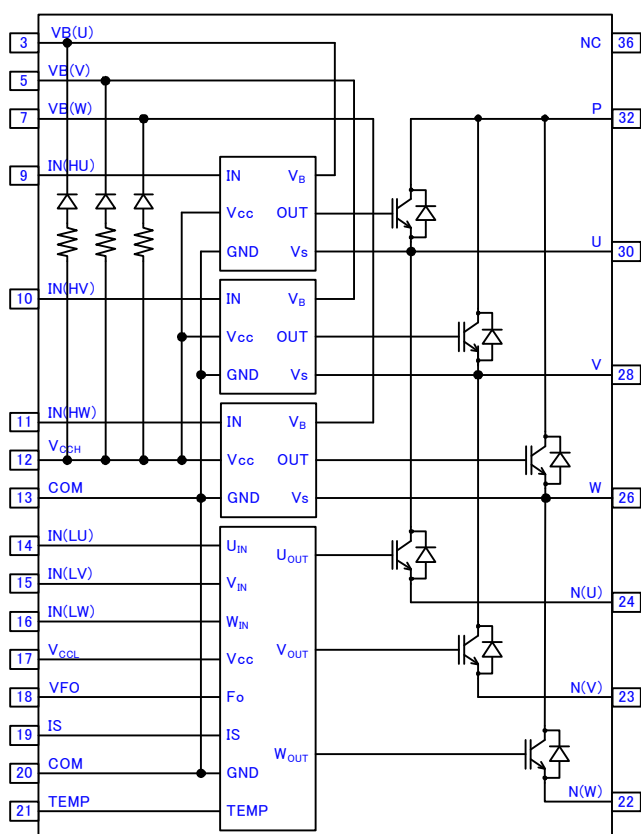 3 VB(U) NC 36
5 VB(V)
7 VB(W) P 32
9 IN(HU) IN VB
Vcc OUT
GND Vs U 30
10 IN(HV) IN VB
Vcc OUT
GND Vs V 28
11 IN(HW) IN VB
12 VCCH Vcc OUT
13 COM GND Vs W 26
14 IN(LU) UIN UOUT
15 IN(LV) VIN
N(U) 24
16 IN(LW) WIN
17 VCCL Vcc VOUT
18 VFO Fo N(V) 23
19 IS IS
WOUT
20 COM GND
N(W) 22
21 TEMP TEMP